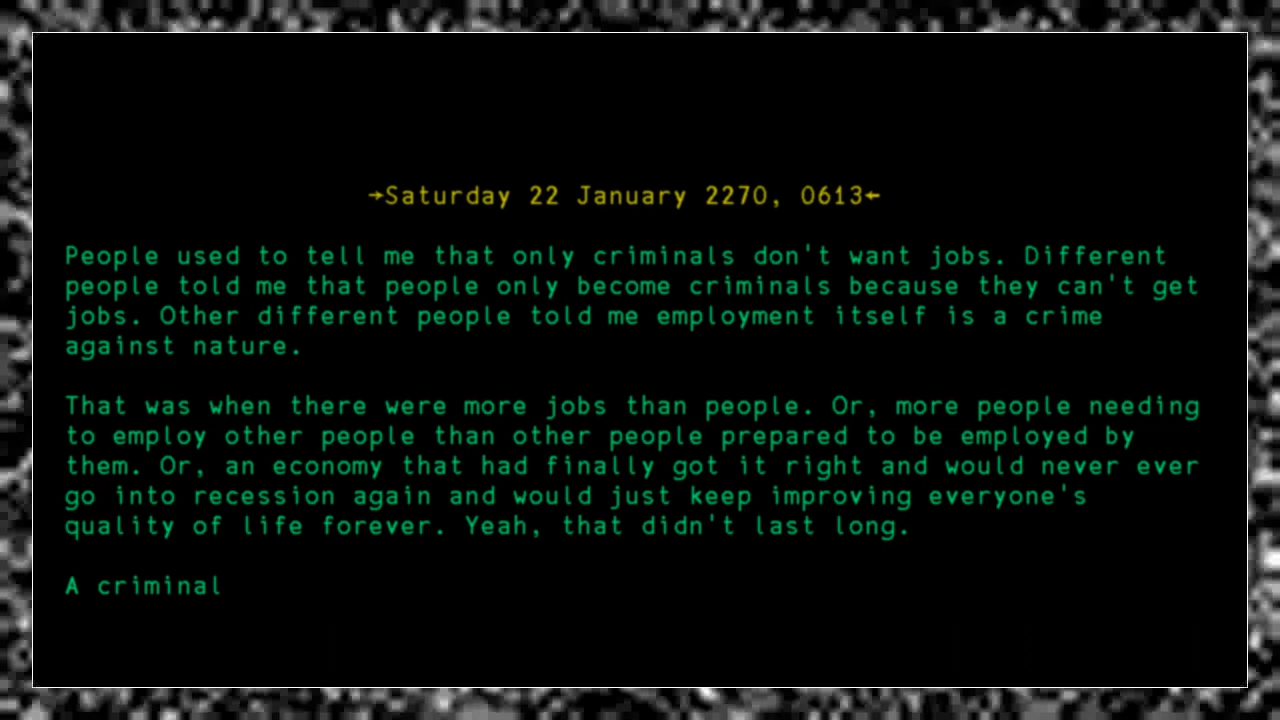 →Saturday 22 January 2270, 0613←
People used to tell me that only criminals don't want jobs. Different
people told me that people only become criminals because they can't get
jobs. Other different people told me employment itself is a crime
against nature.
That was when there were more jobs than people. Or, more people needing
to employ other people than other people prepared to be employed by
them. Or, an economy that had finally got it right and would never ever
go into recession again and would just keep improving everyone's
quality of life forever. Yeah, that didn't last long.
A criminal